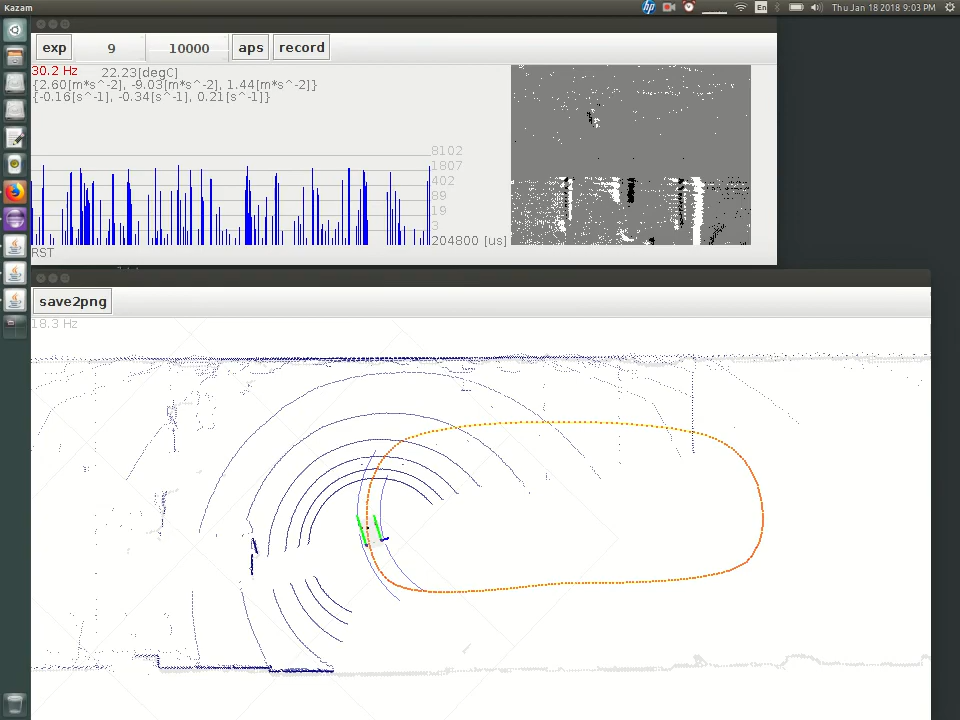 Kazam
En
Thu Jan 18 2018 9:03 PM
exp 9 10000 aps record
30.2 Hz 22.23[degC]
{2.60[m*s^-2], -9.03[m*s^-2], 1.44[m*s^-2]}
{-0.16[s^-1], -0.34[s^-1], 0.21[s^-1]}
8102
1807
402
89
19
3
204800 [us]
RST
save2png
18.3 Hz